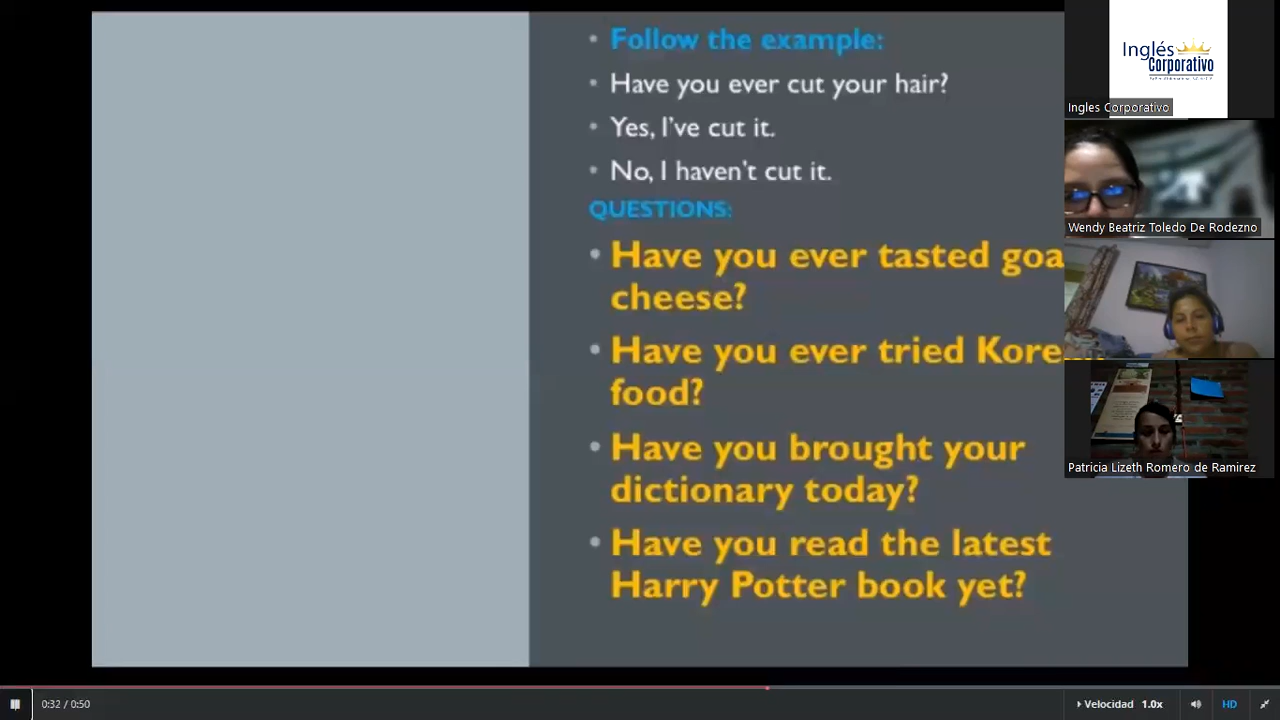 Follow the example:
Have you ever cut your hair?
Yes, I've cut it.
No, I haven't cut it.
QUESTIONS:
Have you ever tasted goa
cheese?
Have you ever tried Kore
food?
Have you brought your
dictionary today?
Have you read the latest
Harry Potter book yet?
Inglés
Corporativo
Ingles Corporativo
Wendy Beatriz Toledo De Rodezno
Patricia Lizeth Romero de Ramirez
0:32 / 0:50
Velocidad 1.0x
HD